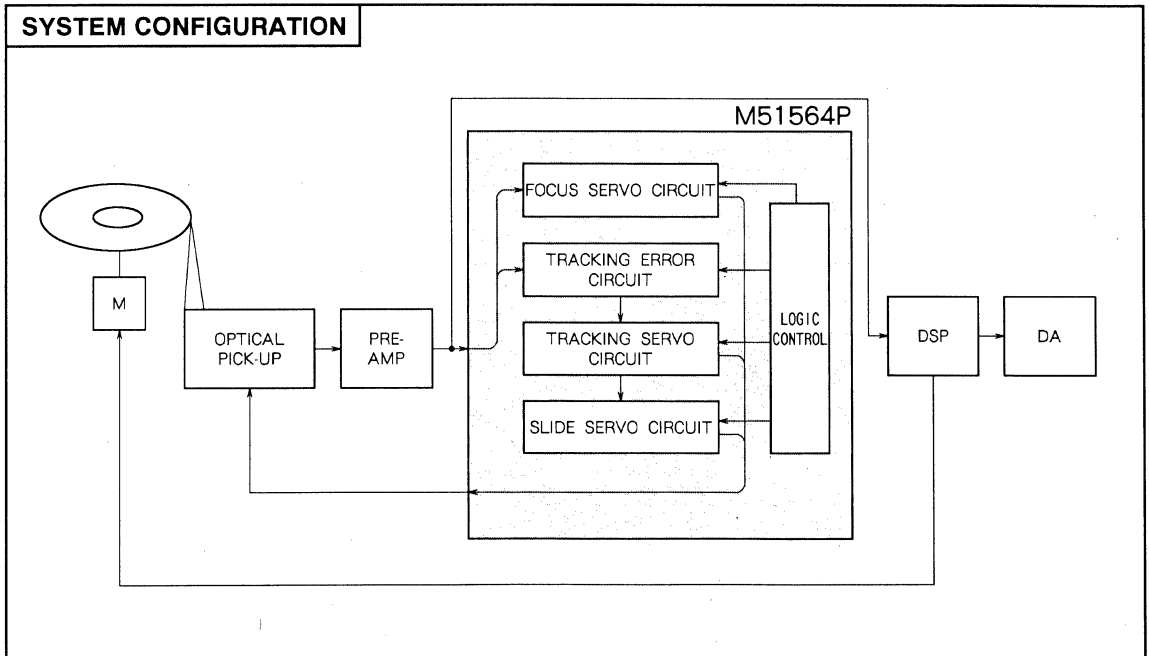 SYSTEM CONFIGURATION
M51564P
FOCUS SERVO CIRCUIT
TRACKING ERROR
CIRCUIT
TRACKING SERVO
CIRCUIT
SLIDE SERVO CIRCUIT
LOGIC
CONTROL
M
OPTICAL
PICK-UP
PRE-
AMP
DSP
DA